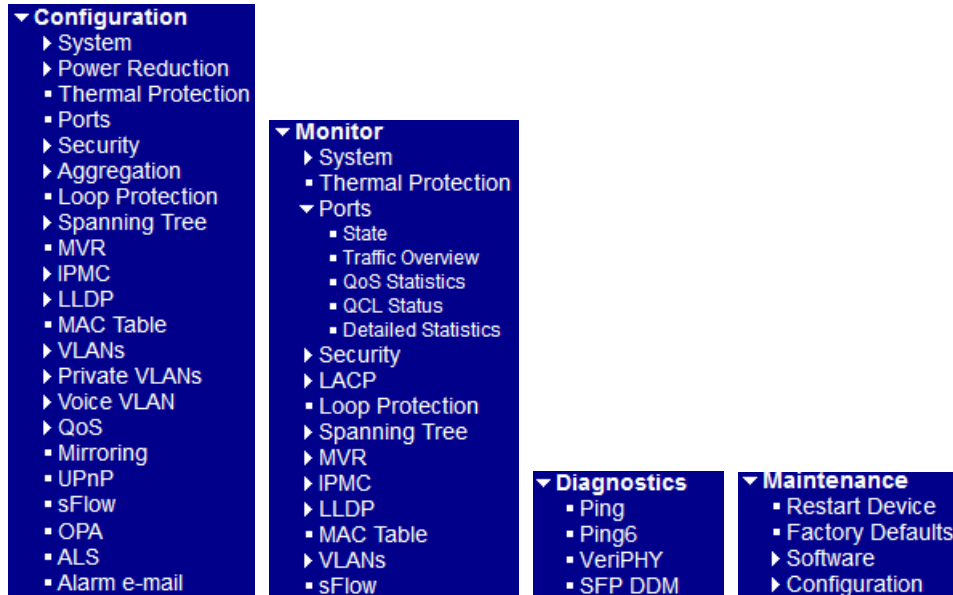 Configuration
System
Power Reduction
Thermal Protection
Ports
Security
Aggregation
Loop Protection
Spanning Tree
MVR
IPMC
LLDP
MAC Table
VLANs
Private VLANs
Voice VLAN
QoS
Mirroring
UPnP
sFlow
OPA
ALS
Alarm e-mail
Monitor
System
Thermal Protection
Ports
State
Traffic Overview
QoS Statistics
QCL Status
Detailed Statistics
Security
LACP
Loop Protection
Spanning Tree
MVR
IPMC
LLDP
MAC Table
VLANs
sFlow
Diagnostics
Ping
Ping6
VeriPHY
SFP DDM
Maintenance
Restart Device
Factory Defaults
Software
Configuration